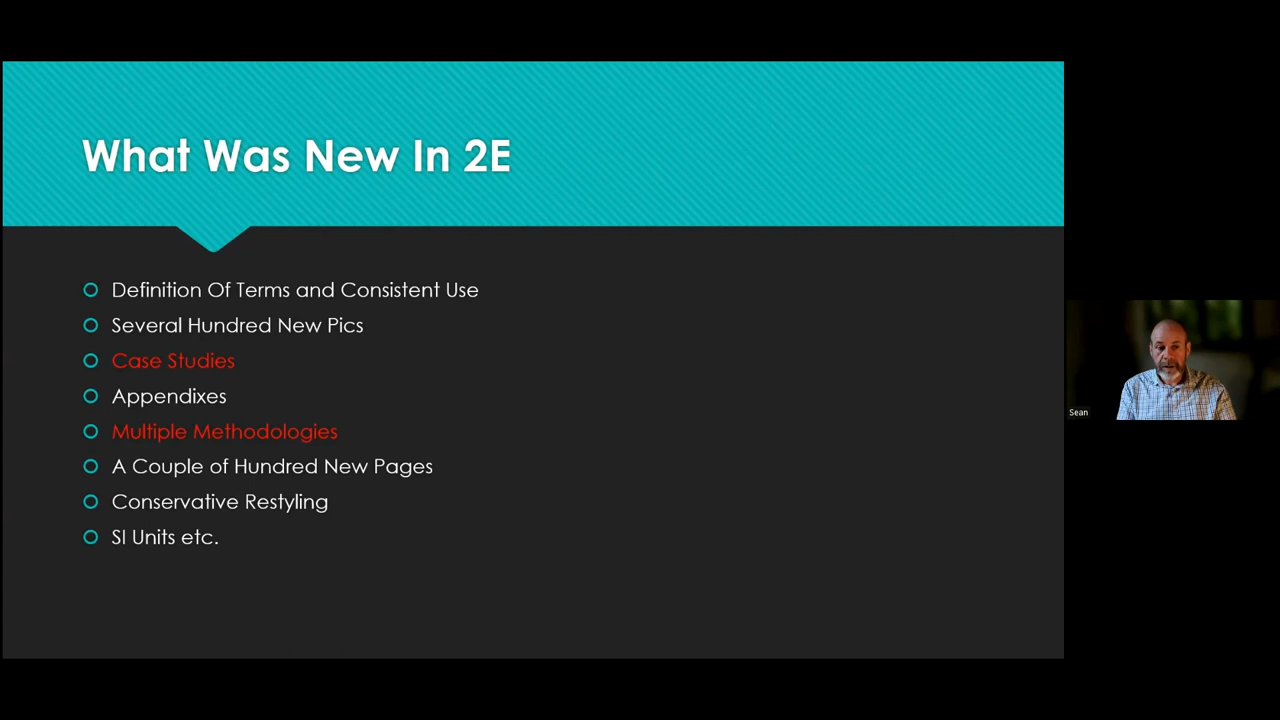 What Was New In 2E
Definition Of Terms and Consistent Use
Several Hundred New Pics
Case Studies
Appendixes
Multiple Methodologies
A Couple of Hundred New Pages
Conservative Restyling
SI Units etc.
Sean